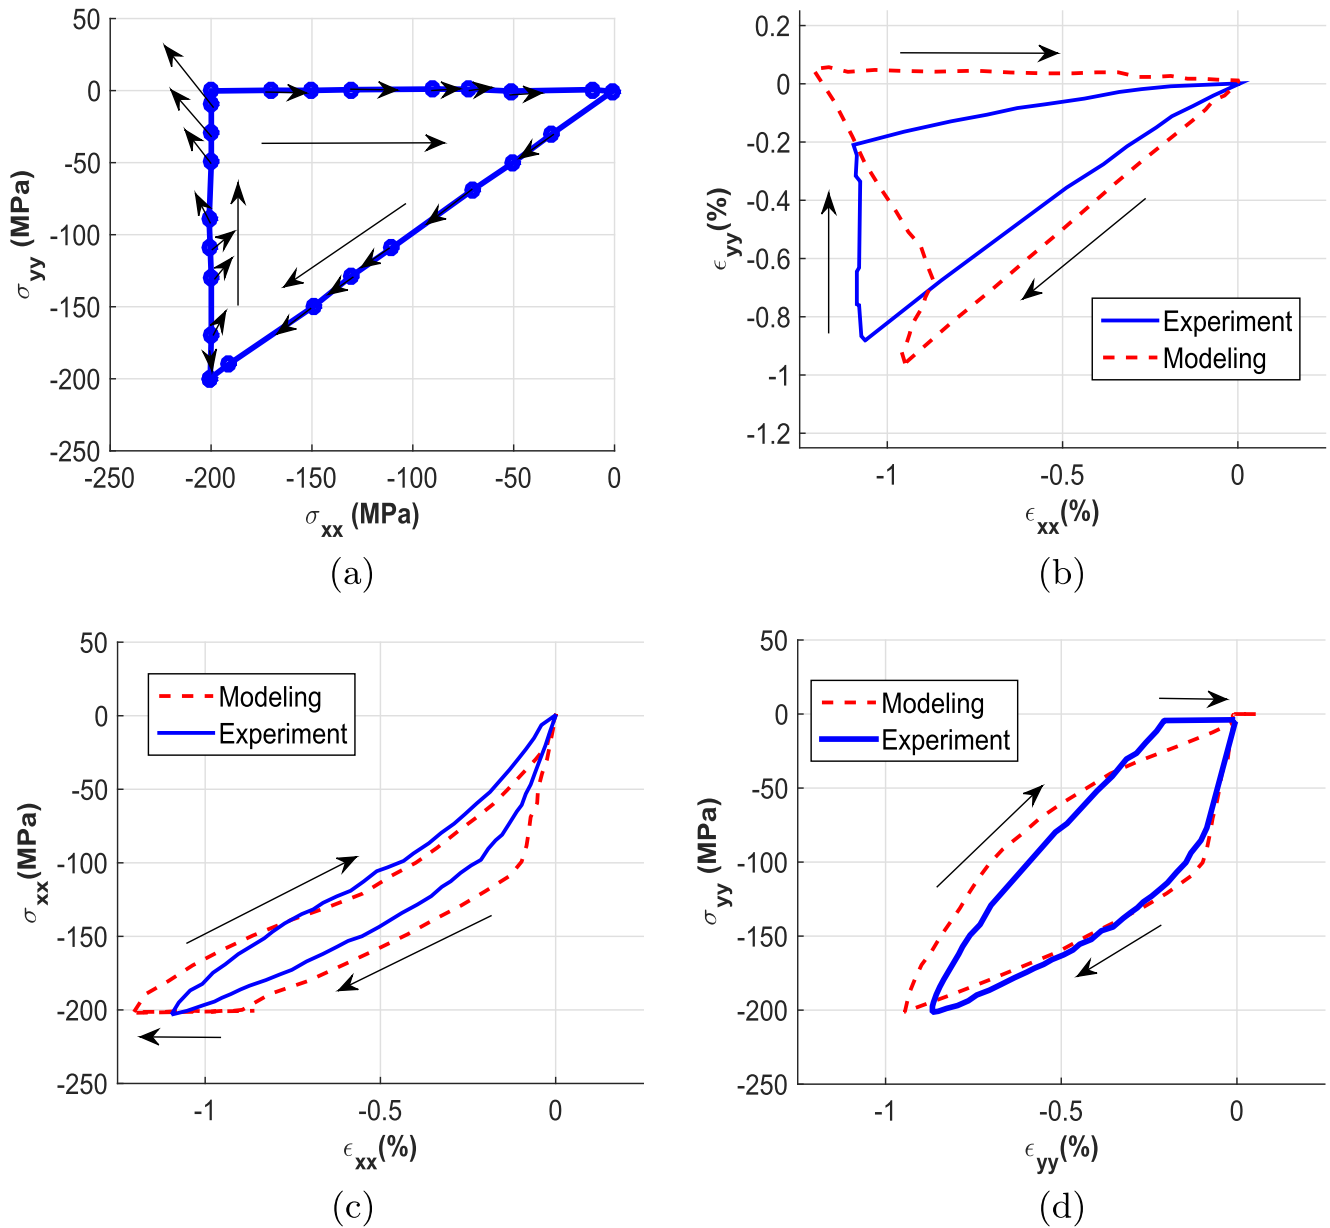 50
0
-50
-100
-150
-200
-250
-250 -200 -150 -100 -50 0
σyy (MPa)
σxx (MPa)
(a)
0.2
0
-0.2
-0.4
-0.6
-0.8
-1
-1.2
-1 -0.5 0
ϵyy(%)
ϵxx(%)
Experiment
Modeling
(b)
50
0
-50
-100
-150
-200
-250
-1 -0.5 0
σxx(MPa)
ϵxx(%)
Modeling
Experiment
(c)
50
0
-50
-100
-150
-200
-250
-1 -0.5 0
σyy (MPa)
ϵyy(%)
Modeling
Experiment
(d)